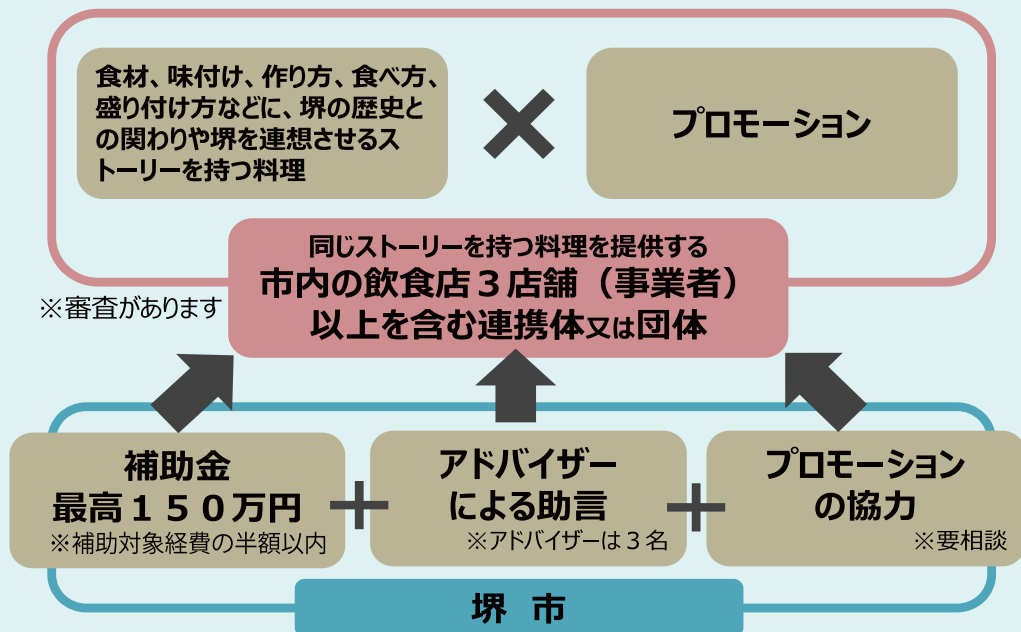 食材、味付け、作り方、食べ方、
盛り付け方などに、堺の歴史と
の関わりや堺を連想させるス
トーリーを持つ料理
プロモーション
同じストーリーを持つ料理を提供する
市内の飲食店３店舗（事業者）
以上を含む連携体又は団体
※審査があります
補助金
最高１５０万円
※補助対象経費の半額以内
アドバイザー
による助言
※アドバイザーは３名
プロモーション
の協力
※要相談
堺 市